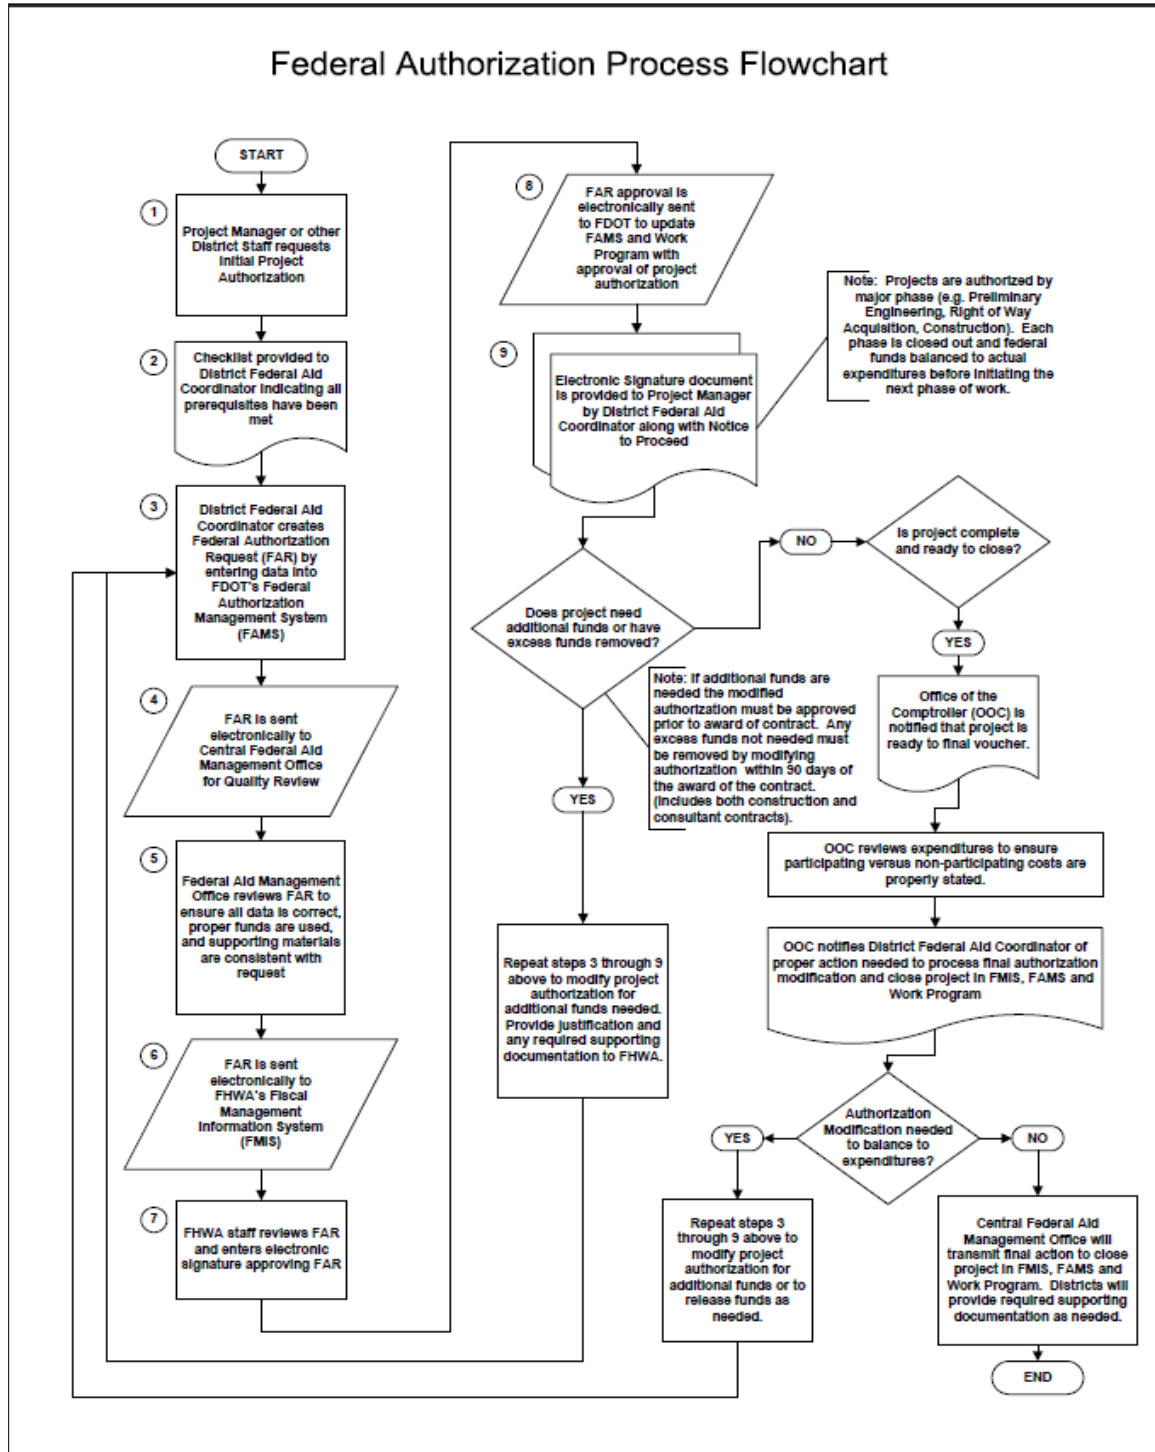 Federal Authorization Process Flowchart
START
1
Project Manager or other
District Staff requests
Initial Project
Authorization
2
Checklist provided to
District Federal Aid
Coordinator Indicating all
prerequisites have been
met
3
District Federal Aid
Coordinator creates
Federal Authorization
Request (FAR) by
entering data into
FDOT's Federal
Authorization
Management System
(FAMS)
4
FAR is sent
electronically to
Central Federal Aid
Management Office
for Quality Review
5
Federal Aid Management
Office reviews FAR to
ensure all data is correct,
proper funds are used,
and supporting materials
are consistent with
request
6
FAR is sent
electronically to
FHWA's Fiscal
Management
Information System
(FMIS)
7
FHWA staff reviews FAR
and enters electronic
signature approving FAR
8
FAR approval is
electronically sent
to FDOT to update
FAMS and Work
Program with
approval of project
authorization
9
Electronic Signature document
is provided to Project Manager
by District Federal Aid
Coordinator along with Notice
to Proceed
Note: Projects are authorized by
major phase (e.g. Preliminary
Engineering, Right of Way
Acquisition, Construction). Each
phase is closed out and federal
funds balanced to actual
expenditures before initiating the
next phase of work.
Does project need
additional funds or have
excess funds removed?
NO
Is project complete
and ready to close?
YES
Note: If additional funds are
needed the modified
authorization must be approved
prior to award of contract. Any
excess funds not needed must
be removed by modifying
authorization within 90 days of
the award of the contract.
(Includes both construction and
consultant contracts).
YES
Repeat steps 3 through 9
above to modify project
authorization for
additional funds needed.
Provide justification and
any required supporting
documentation to FHWA.
Office of the
Comptroller (OOC) is
notified that project is
ready to final voucher.
OOC reviews expenditures to ensure
participating versus non-participating costs are
properly stated.
OOC notifies District Federal Aid Coordinator of
proper action needed to process final authorization
modification and close project in FMIS, FAMS and
Work Program
Authorization
Modification needed
to balance to
expenditures?
YES
NO
Repeat steps 3
through 9 above to
modify project
authorization for
additional funds or to
release funds as
needed.
Central Federal Aid
Management Office will
transmit final action to close
project in FMIS, FAMS and
Work Program. Districts will
provide required supporting
documentation as needed.
END